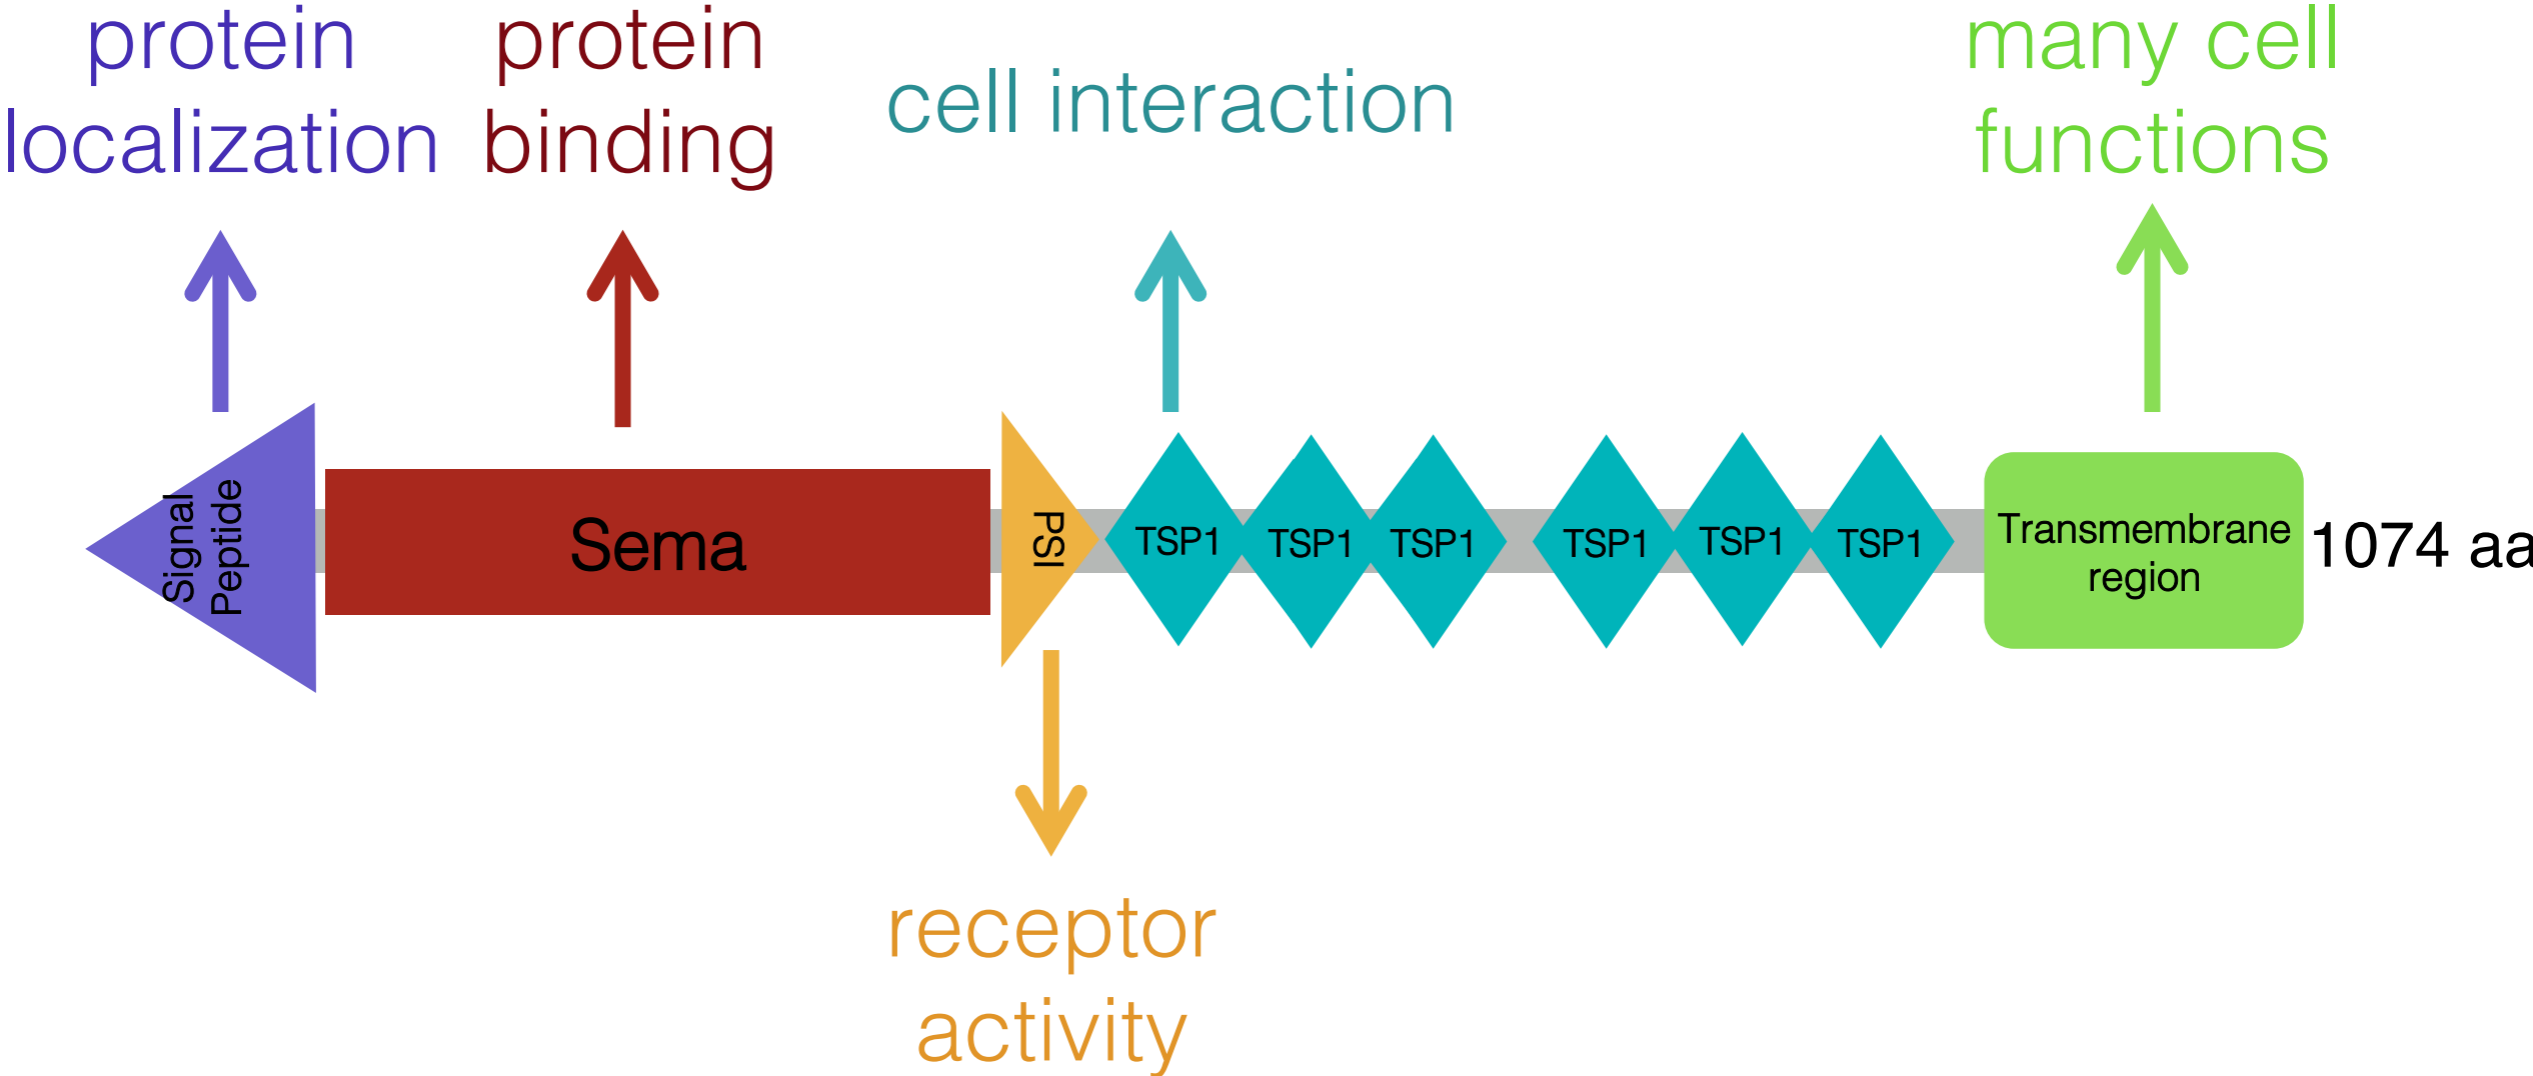 protein
localization
protein
binding
cell interaction
many cell
functions
Signal
Peptide
Sema
PSI
TSP1
TSP1
TSP1
TSP1
TSP1
TSP1
Transmembrane
region
1074 aa
receptor
activity